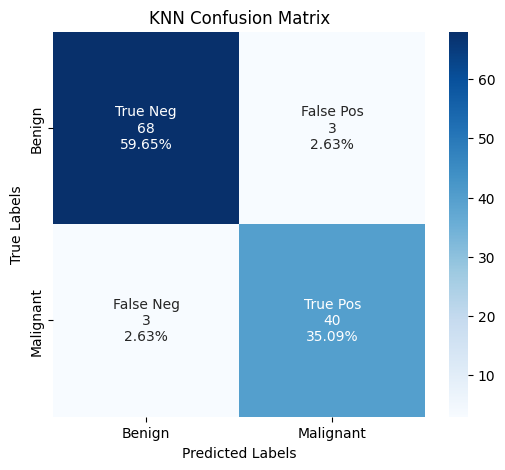 KNN Confusion Matrix
True Neg
68
59.65%
False Pos
3
2.63%
False Neg
3
2.63%
True Pos
40
35.09%
Benign
Malignant
True Labels
Benign
Malignant
Predicted Labels
60
50
40
30
20
10